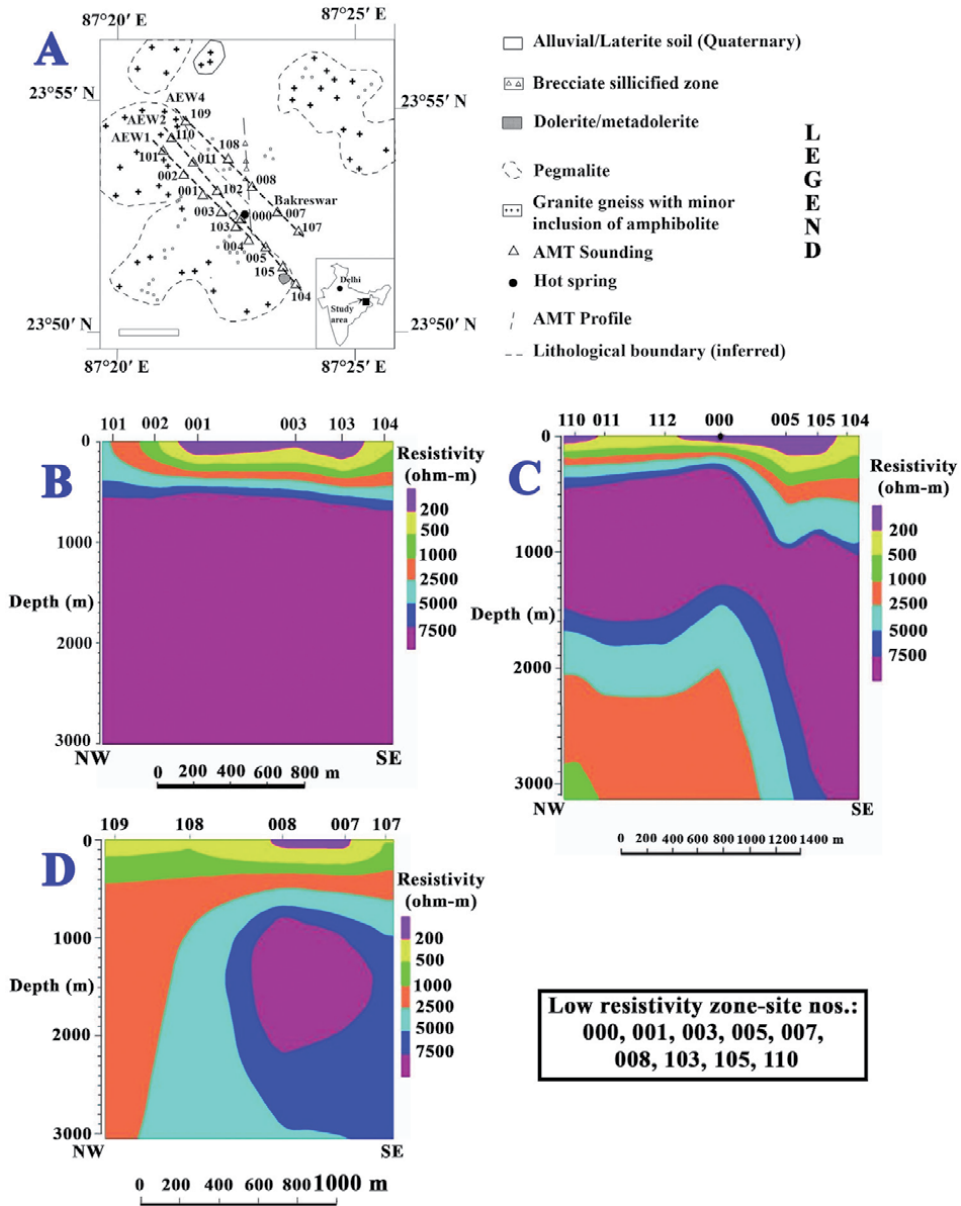 87°20′ E 87°25′ E
A
23°55′ N 23°55′ N
AEW4
AEW2
AEW1
109
110
101
011
108
002
001
102
008
003
000
Bakreswar
007
103
107
004
005
105
104
Delhi
Study
area
23°50′ N 23°50′ N
87°20′ E 87°25′ E
Alluvial/Laterite soil (Quaternary)
Brecciate sillicified zone
Dolerite/metadolerite
Pegmalite
Granite gneiss with minor
inclusion of amphibolite
AMT Sounding
Hot spring
AMT Profile
Lithological boundary (inferred)
L
E
G
E
N
D
101 002 001 003 103 104
B
0
1000
Depth (m)
2000
3000
NW SE
0 200 400 600 800 m
Resistivity
(ohm-m)
200
500
1000
2500
5000
7500
110 011 112 000 005 105 104
C
0
1000
Depth (m)
2000
3000
NW SE
0 200 400 600 800 1000 1200 1400 m
Resistivity
(ohm-m)
200
500
1000
2500
5000
7500
109 108 008 007 107
D
0
1000
Depth (m)
2000
3000
NW SE
0 200 400 600 800 1000 m
Resistivity
(ohm-m)
200
500
1000
2500
5000
7500
Low resistivity zone-site nos.:
000, 001, 003, 005, 007,
008, 103, 105, 110